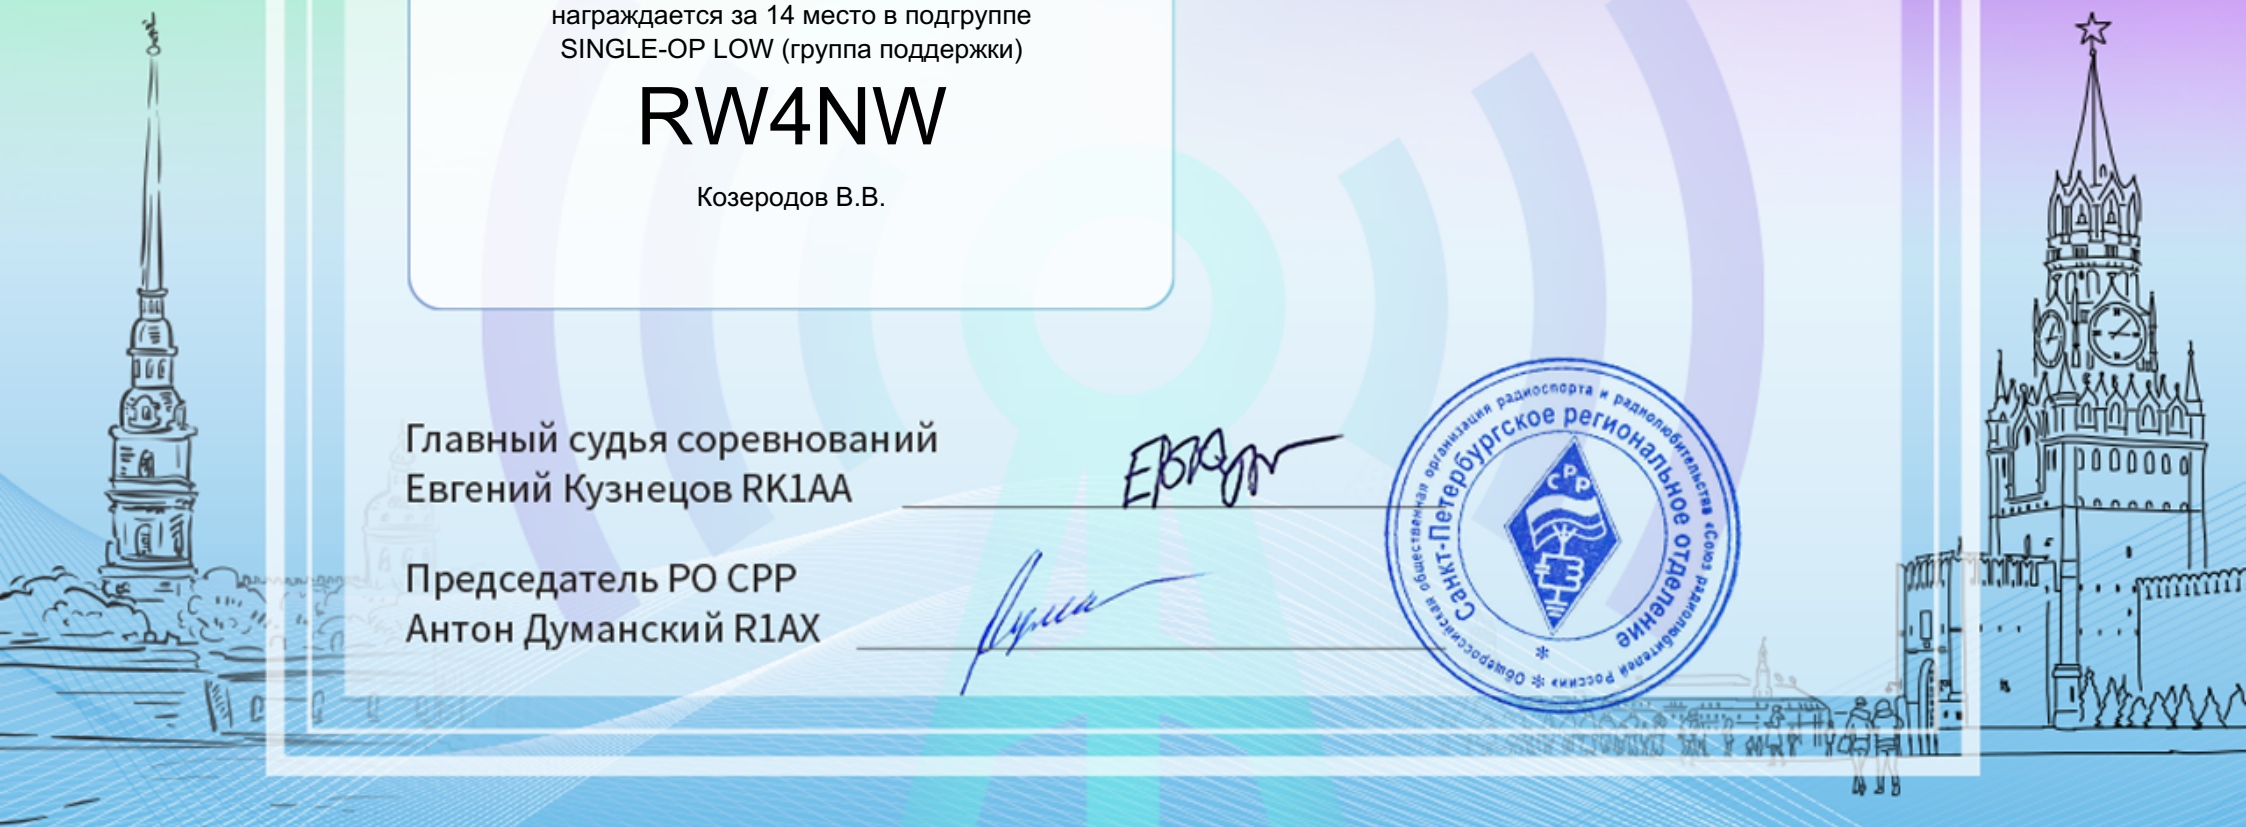 награждается за 14 место в подгруппе
SINGLE-OP LOW (группа поддержки)
RW4NW
Козеродов В.В.
Главный судья соревнований
Евгений Кузнецов RK1AA
Председатель РО СРР
Антон Думанский R1AX
Общероссийская общественная организация радиоспорта и радиолюбительства «Союз радиолюбителей России»
Санкт-Петербургское региональное отделение
СРР